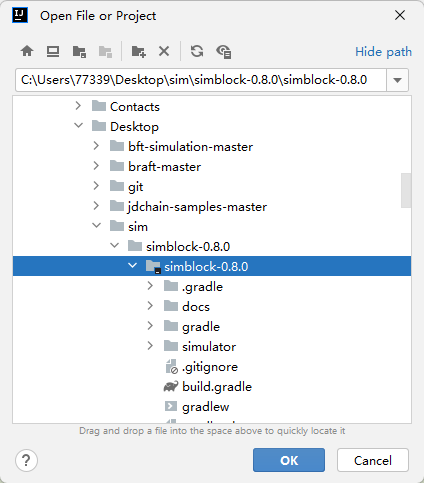 Open File or Project
Hide path
C:\Users\77339\Desktop\sim\simblock-0.8.0\simblock-0.8.0
Contacts
Desktop
bft-simulation-master
braft-master
git
jdchain-samples-master
sim
simblock-0.8.0
simblock-0.8.0
.gradle
docs
gradle
simulator
.gitignore
build.gradle
gradlew
Drag and drop a file into the space above to quickly locate it
?
OK
Cancel